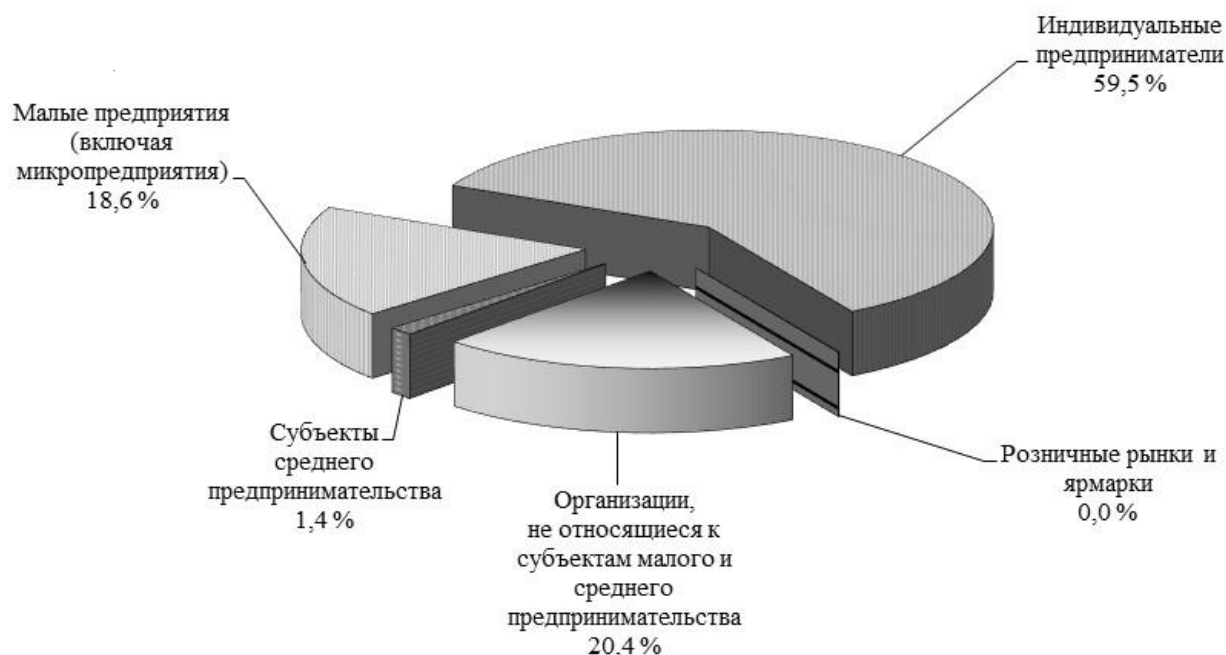 Индивидуальные
предприниматели
59,5 %
Малые предприятия
(включая
микропредприятия)
18,6 %
Субъекты
среднего
предпринимательства
1,4 %
Организации,
не относящиеся к
субъектам малого и
среднего
предпринимательства
20,4 %
Розничные рынки и
ярмарки
0,0 %